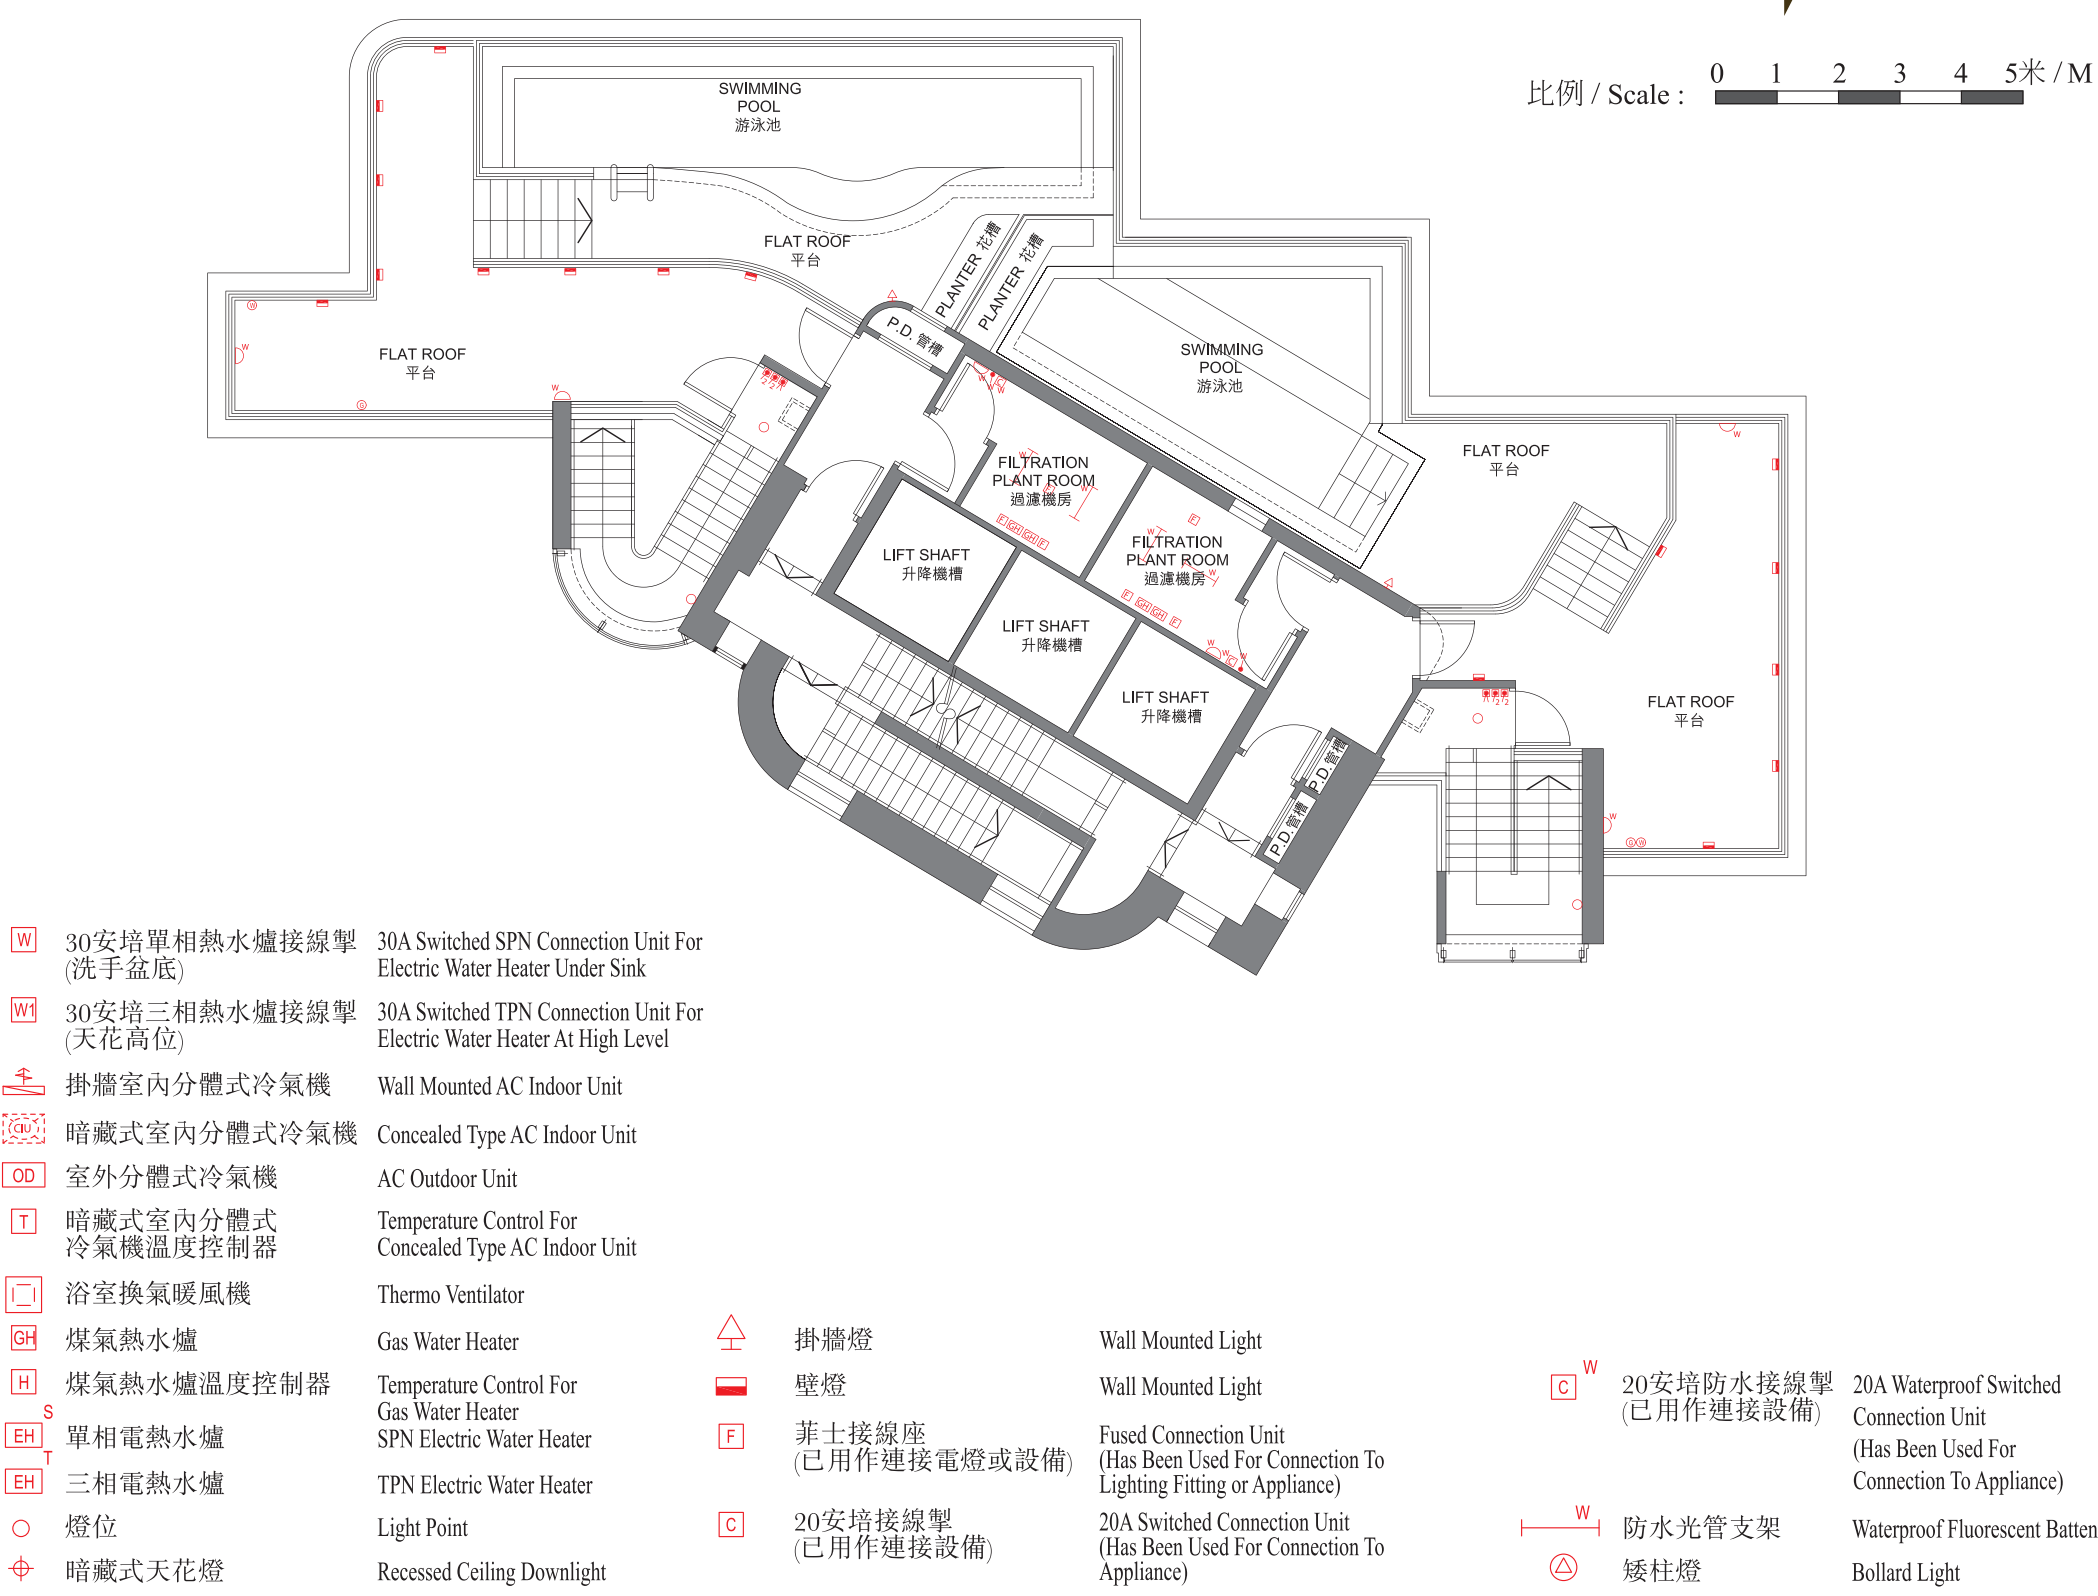 比例 / Scale :
0 1 2 3 4 5米 / M
SWIMMING
POOL
游泳池
FLAT ROOF
平台
PLANTER 花槽
PLANTER 花槽
P.D. 管槽
FLAT ROOF
平台
SWIMMING
POOL
游泳池
FLAT ROOF
平台
FILTRATION
PLANT ROOM
過濾機房
FILTRATION
PLANT ROOM
過濾機房
LIFT SHAFT
升降機槽
LIFT SHAFT
升降機槽
LIFT SHAFT
升降機槽
FLAT ROOF
平台
P.D. 管槽
P.D. 管槽
W 30安培單相熱水爐接線掣 30A Switched SPN Connection Unit For
(洗手盆底) Electric Water Heater Under Sink
W1 30安培三相熱水爐接線掣 30A Switched TPN Connection Unit For
(天花高位) Electric Water Heater At High Level
掛牆室內分體式冷氣機 Wall Mounted AC Indoor Unit
CIU 暗藏式室內分體式冷氣機 Concealed Type AC Indoor Unit
OD 室外分體式冷氣機 AC Outdoor Unit
T 暗藏式室內分體式 Temperature Control For
冷氣機溫度控制器 Concealed Type AC Indoor Unit
浴室換氣暖風機 Thermo Ventilator
GH 煤氣熱水爐 Gas Water Heater
H 煤氣熱水爐溫度控制器 Temperature Control For
Gas Water Heater
S
EH 單相電熱水爐 SPN Electric Water Heater
T
EH 三相電熱水爐 TPN Electric Water Heater
燈位 Light Point
暗藏式天花燈 Recessed Ceiling Downlight
掛牆燈 Wall Mounted Light
壁燈 Wall Mounted Light
F 菲士接線座 Fused Connection Unit
(已用作連接電燈或設備) (Has Been Used For Connection To
Lighting Fitting or Appliance)
C 20安培接線掣 20A Switched Connection Unit
(已用作連接設備) (Has Been Used For Connection To
Appliance)
W
C 20安培防水接線掣 20A Waterproof Switched
(已用作連接設備) Connection Unit
(Has Been Used For
Connection To Appliance)
W
防水光管支架 Waterproof Fluorescent Batten
矮柱燈 Bollard Light